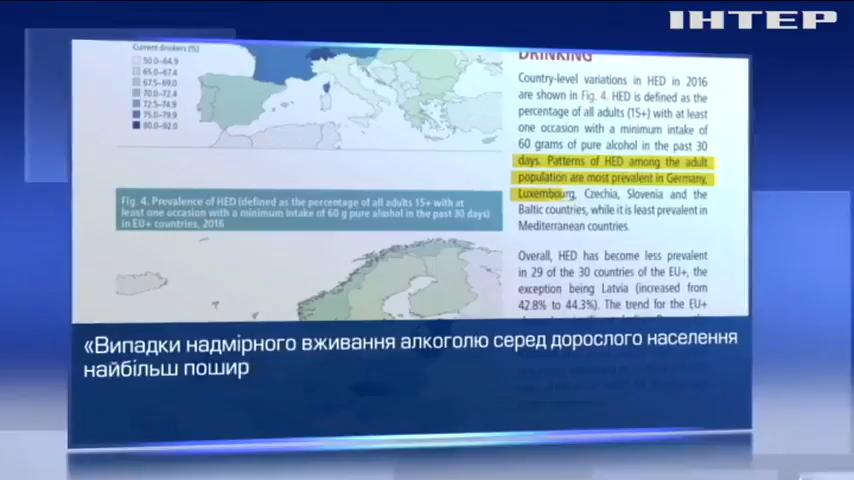 ІНТЕР
Current drinkers (%)
50.0–64.9
65.0–67.4
67.5–69.0
70.0–72.4
72.5–74.9
75.0–79.9
80.0–92.0
Fig. 4. Prevalence of HED (defined as the percentage of all adults 15+ with at
least one occasion with a minimum intake of 60 g pure alcohol in the past 30 days)
in EU+ countries, 2016
DRINKING
Country-level variations in HED in 2016
are shown in Fig. 4. HED is defined as the
percentage of all adults (15+) with at least
one occasion with a minimum intake of
60 grams of pure alcohol in the past 30
days. Patterns of HED among the adult
population are most prevalent in Germany,
Luxembourg, Czechia, Slovenia and the
Baltic countries, while it is least prevalent in
Mediterranean countries.
Overall, HED has become less prevalent
in 29 of the 30 countries of the EU+, the
exception being Latvia (increased from
42.8% to 44.3%). The trend for the EU+
«Випадки надмірного вживання алкоголю серед дорослого населення
найбільш пошир